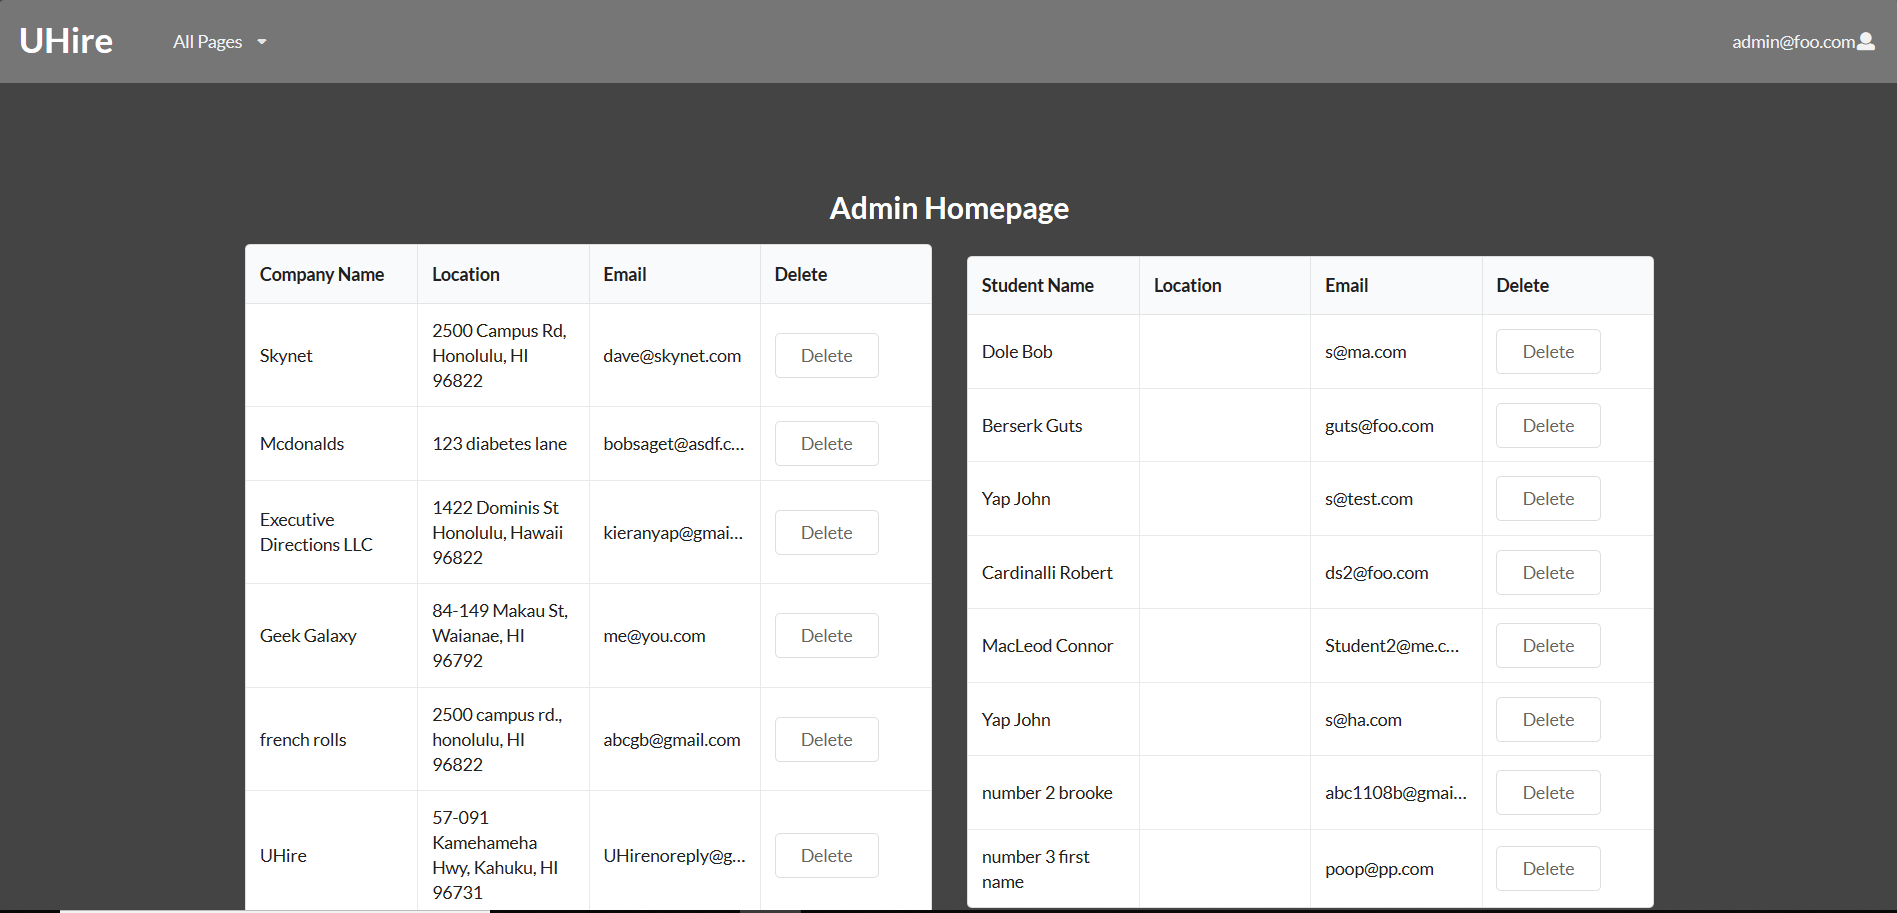 UHire
All Pages
admin@foo.com
Admin Homepage
Company Name Location Email Delete
Skynet
2500 Campus Rd,
Honolulu, HI
96822
dave@skynet.com
Delete
Mcdonalds
123 diabetes lane
bobsaget@asdf.c...
Delete
Executive
Directions LLC
1422 Dominis St
Honolulu, Hawaii
96822
kieranyap@gmai...
Delete
Geek Galaxy
84-149 Makau St,
Waianae, HI
96792
me@you.com
Delete
french rolls
2500 campus rd.,
honolulu, HI
96822
abcgb@gmail.com
Delete
UHire
57-091
Kamehameha
Hwy, Kahuku, HI
96731
UHirenoreply@g...
Delete
Student Name Location Email Delete
Dole Bob
s@ma.com
Delete
Berserk Guts
guts@foo.com
Delete
Yap John
s@test.com
Delete
Cardinalli Robert
ds2@foo.com
Delete
MacLeod Connor
Student2@me.c...
Delete
Yap John
s@ha.com
Delete
number 2 brooke
abc1108b@gmai...
Delete
number 3 first
name
poop@pp.com
Delete